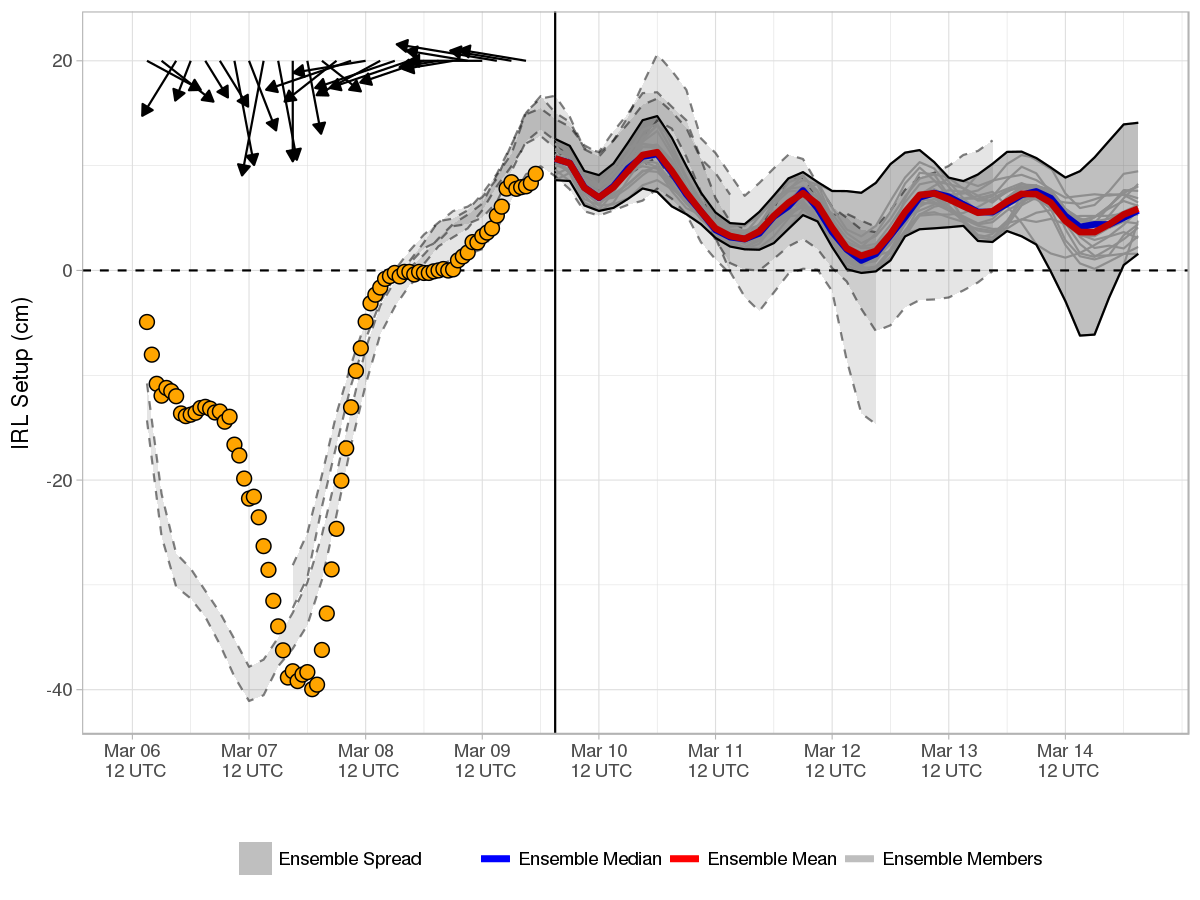 IRL Setup (cm)
20
0
-20
-40
Mar 06
12 UTC
Mar 07
12 UTC
Mar 08
12 UTC
Mar 09
12 UTC
Mar 10
12 UTC
Mar 11
12 UTC
Mar 12
12 UTC
Mar 13
12 UTC
Mar 14
12 UTC
Ensemble Spread
Ensemble Median
Ensemble Mean
Ensemble Members